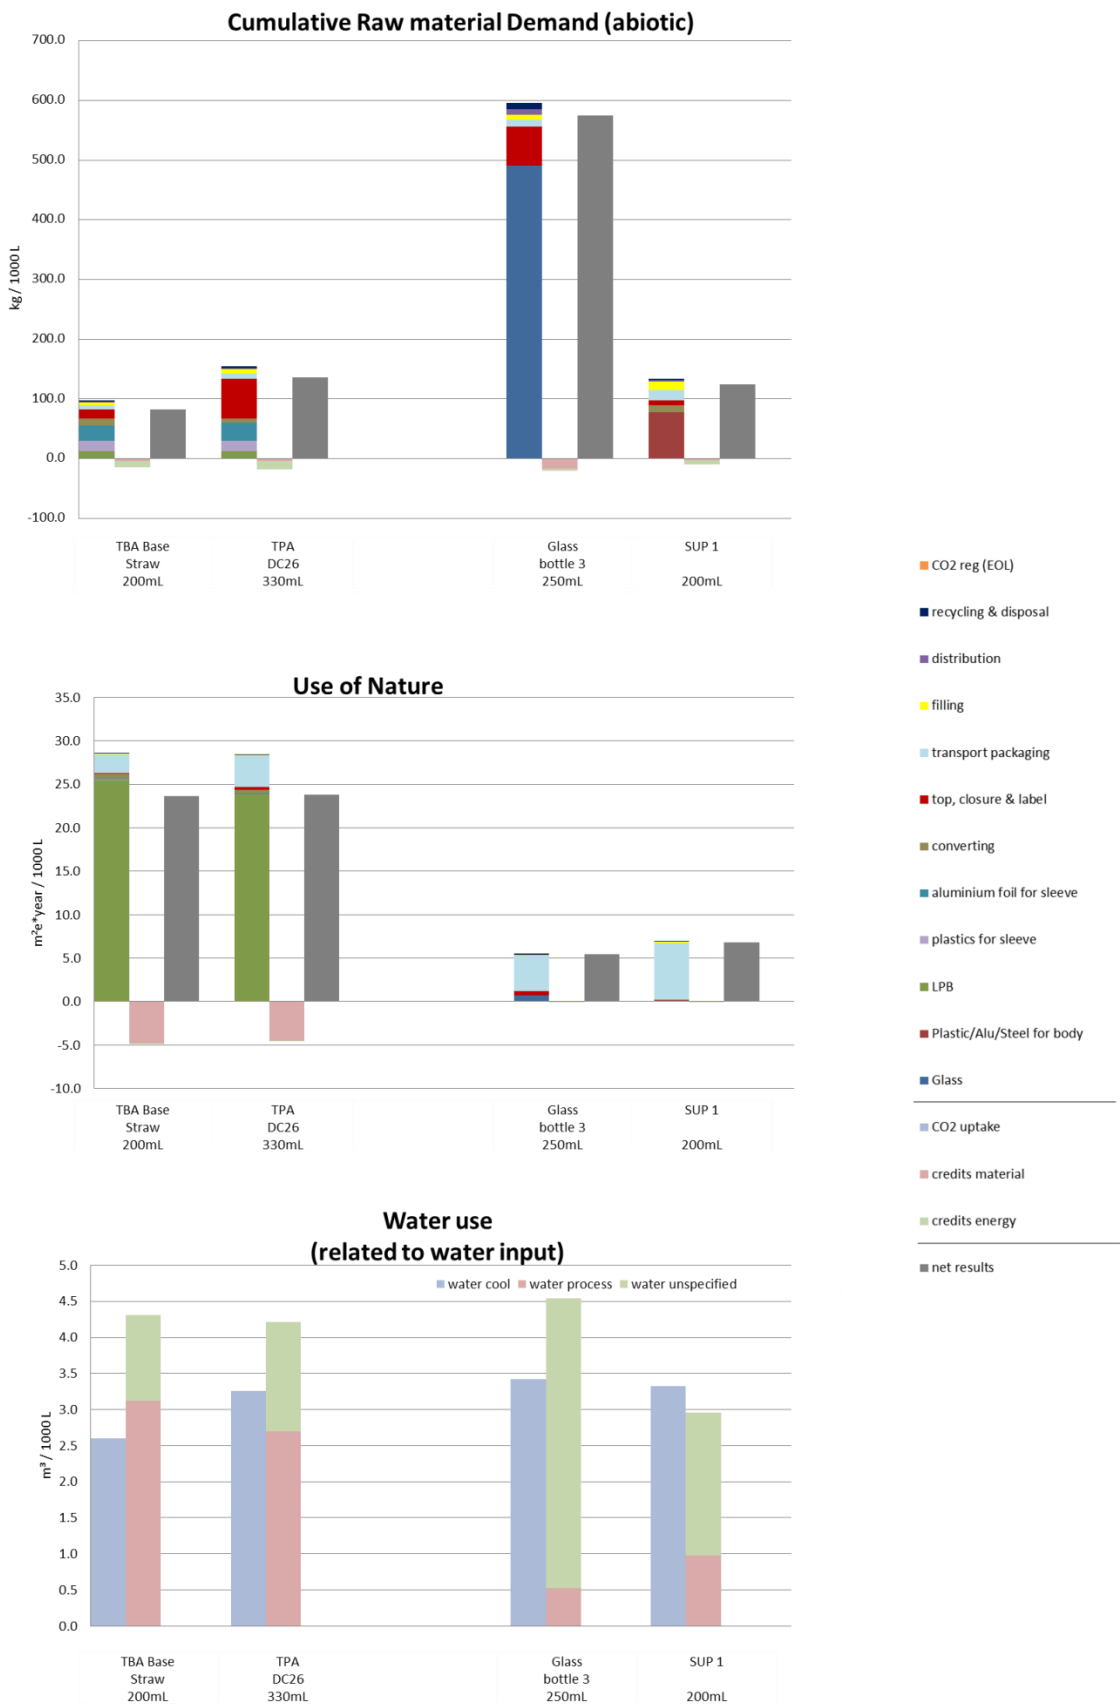 Cumulative Raw material Demand (abiotic)
700.0
600.0
500.0
400.0
300.0
200.0
100.0
0.0
-100.0
kg / 1000 L
TBA Base
Straw
200mL
TPA
DC26
330mL
Glass
bottle 3
250mL
SUP 1
200mL
Use of Nature
35.0
30.0
25.0
20.0
15.0
10.0
5.0
0.0
-5.0
-10.0
m²e*year / 1000 L
TBA Base
Straw
200mL
TPA
DC26
330mL
Glass
bottle 3
250mL
SUP 1
200mL
Water use
(related to water input)
water cool water process water unspecified
5.0
4.5
4.0
3.5
3.0
2.5
2.0
1.5
1.0
0.5
0.0
m³ / 1000 L
TBA Base
Straw
200mL
TPA
DC26
330mL
Glass
bottle 3
250mL
SUP 1
200mL
CO2 reg (EOL)
recycling & disposal
distribution
filling
transport packaging
top, closure & label
converting
aluminium foil for sleeve
plastics for sleeve
LPB
Plastic/Alu/Steel for body
Glass
CO2 uptake
credits material
credits energy
net results